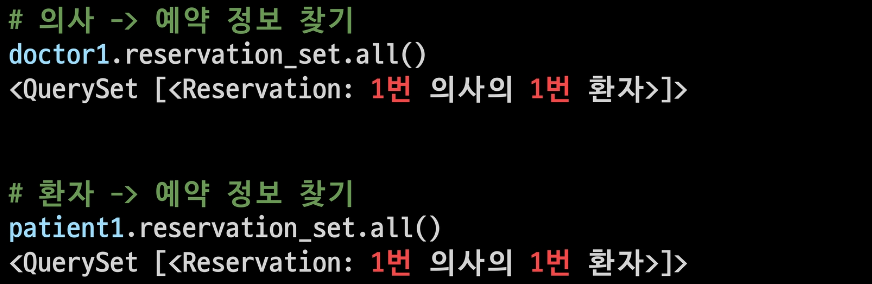 # 의사 -> 예약 정보 찾기
doctor1.reservation_set.all()
<QuerySet [<Reservation: 1번 의사의 1번 환자>]>
# 환자 -> 예약 정보 찾기
patient1.reservation_set.all()
<QuerySet [<Reservation: 1번 의사의 1번 환자>]>